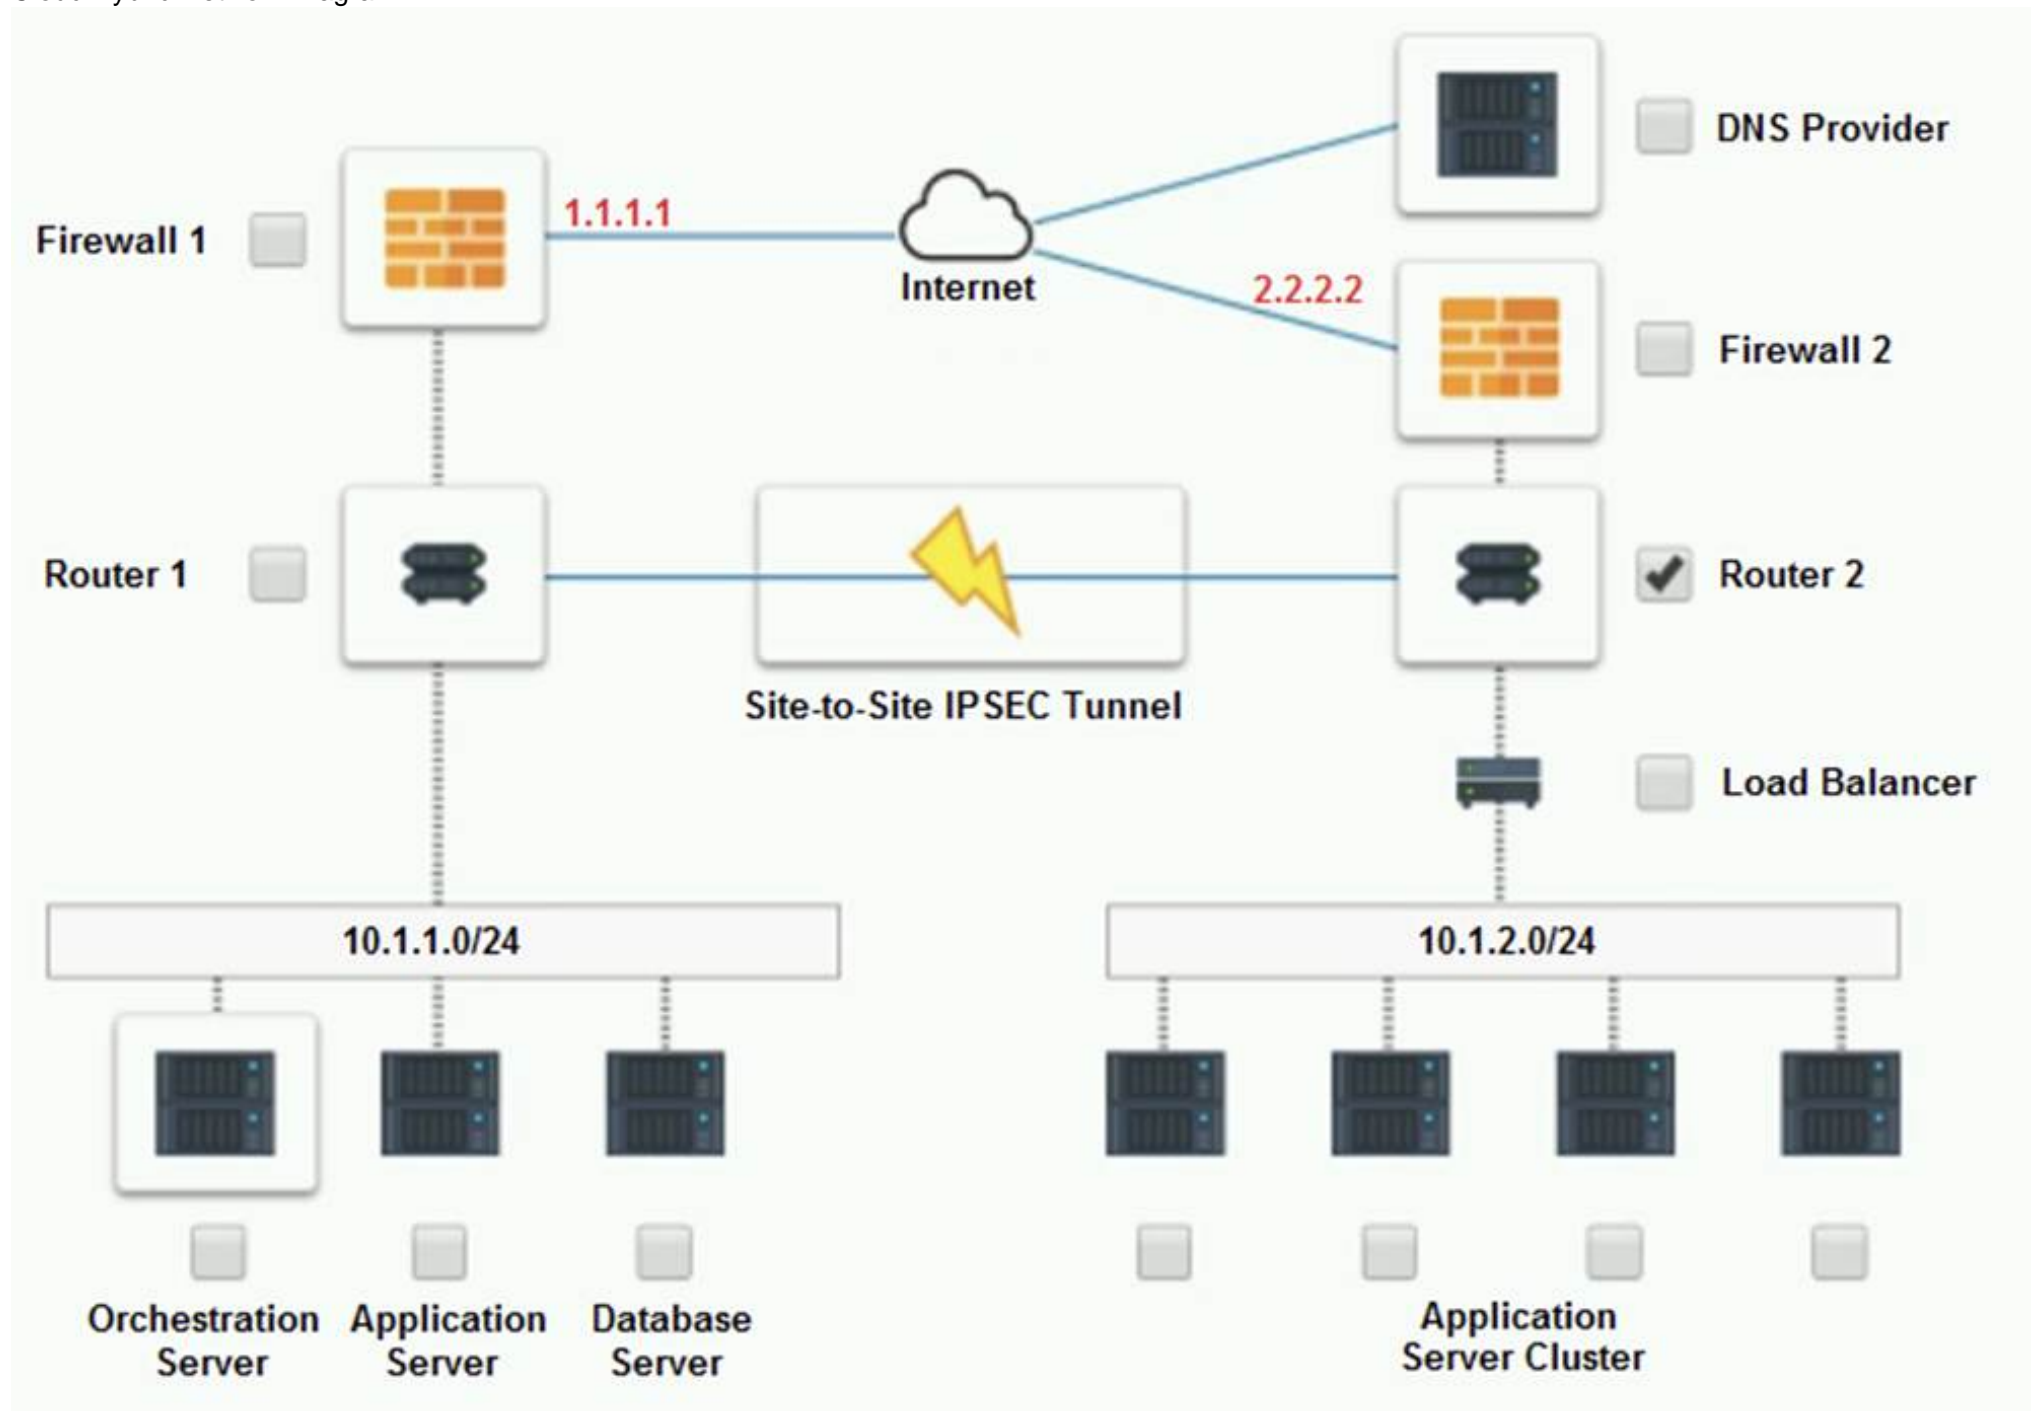 DNS Provider
Firewall 1
1.1.1.1
Internet
2.2.2.2
Firewall 2
Router 1
Router 2
Site-to-Site IPSEC Tunnel
Load Balancer
10.1.1.0/24
10.1.2.0/24
Orchestration
Server
Application
Server
Database
Server
Application
Server Cluster